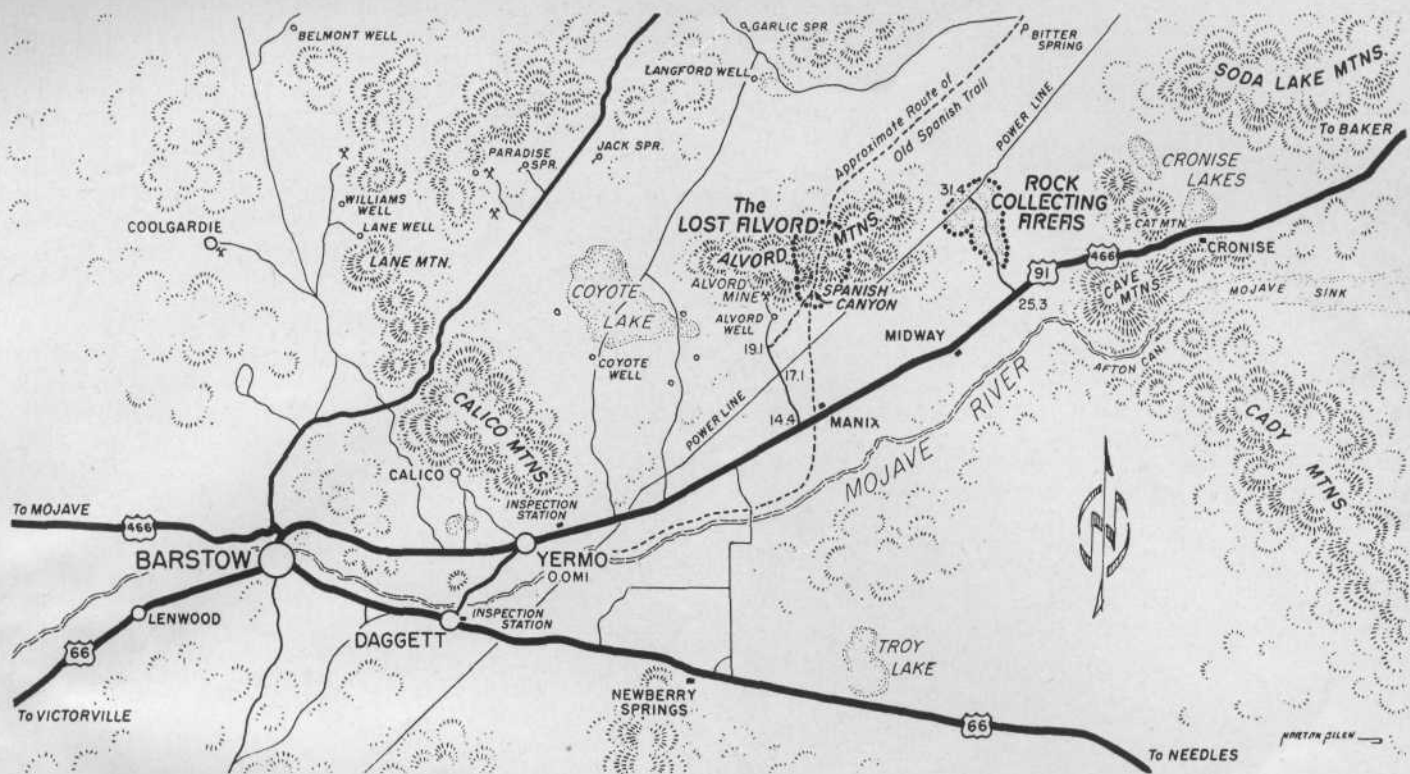 BELMONT WELL
GARLIC SPR.
BITTER
SPRING
LANGFORD WELL
SODA LAKE MTNS.
To BAKER
Approximate Route of
Old Spanish Trail
POWER LINE
PARADISE
SPR.
JACK SPR.
CRONISE
LAKES
WILLIAMS
WELL
LANE WELL
COOLGARDIE
LANE MTN.
The
LOST ALVORD
31.4
ROCK
COLLECTING
AREAS
CAT MTN.
466
CRONISE
ALVORD
MTNS
91
ALVORD
MINE
SPANISH
CANYON
25.3
CAVE
MTNS
MOJAVE SINK
COYOTE
LAKE
ALVORD
WELL
19.1
MIDWAY
COYOTE
WELL
17.1
AFTON CAN.
POWER LINE
14.4
MANIX
CALICO MTNS
MOJAVE RIVER
CADY
MTNS
CALICO
INSPECTION
STATION
To MOJAVE
466
BARSTOW
YERMO
0.0MI
LENWOOD
INSPECTION
STATION
DAGGETT
66
TROY
LAKE
NEWBERRY
SPRINGS
To VICTORVILLE
66
To NEEDLES
NORTON ALLEN